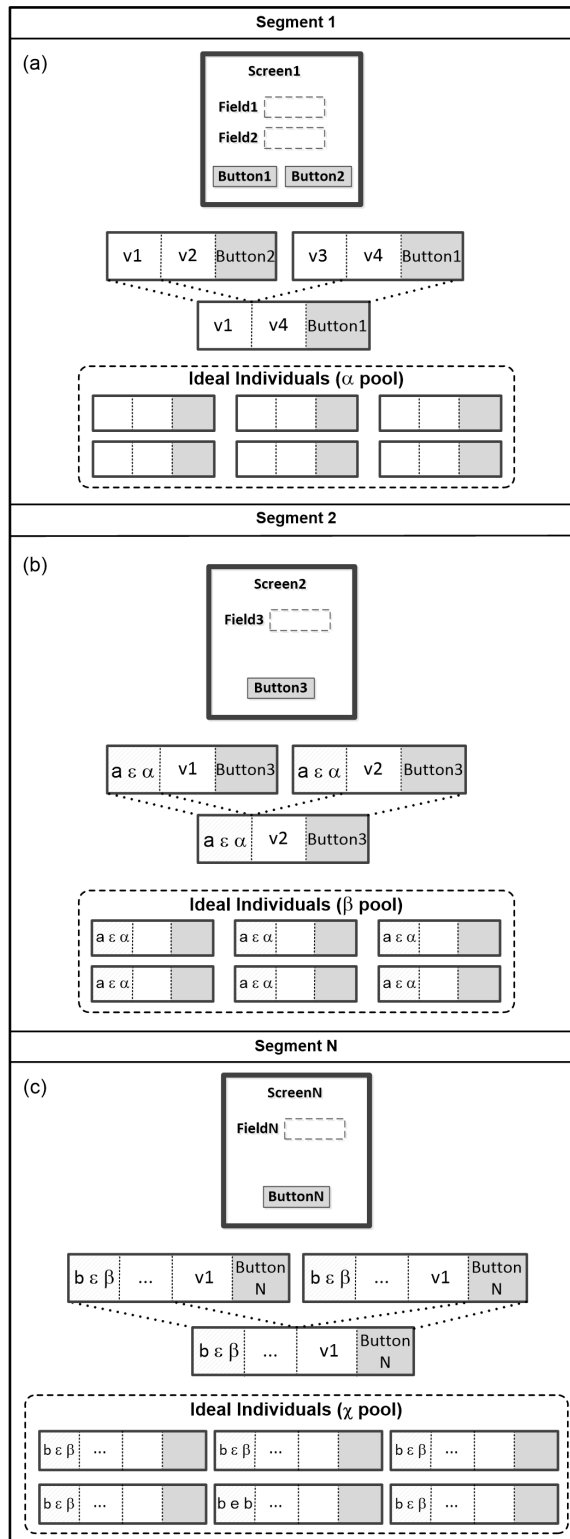 Segment 1
(a)
Screen1
Field1
Field2
Button1 Button2
v1 v2 Button2 v3 v4 Button1
v1 v4 Button1
Ideal Individuals (α pool)
Segment 2
(b)
Screen2
Field3
Button3
a ε α v1 Button3 a ε α v2 Button3
a ε α v2 Button3
Ideal Individuals (β pool)
a ε α a ε α a ε α
a ε α a ε α a ε α
Segment N
(c)
ScreenN
FieldN
ButtonN
b ε β ... v1 Button N b ε β ... v1 Button N
b ε β ... v1 Button N
Ideal Individuals (χ pool)
b ε β ... b ε β ... b ε β ...
b ε β ... b e b ... b ε β ...